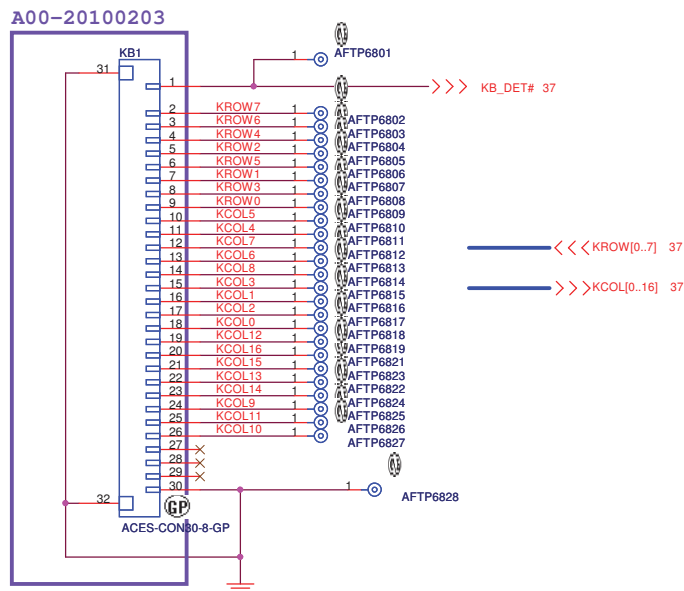 A00-20100203
KB1
31
1
1
AFTP6801
KB_DET# 37
2 KROW7 1 AFTP6802
3 KROW6 1 AFTP6803
4 KROW4 1 AFTP6804
5 KROW2 1 AFTP6805
6 KROW5 1 AFTP6806
7 KROW1 1 AFTP6807
8 KROW3 1 AFTP6808
9 KROW0 1 AFTP6809
10 KCOL5 1 AFTP6810
11 KCOL4 1 AFTP6811
12 KCOL7 1 AFTP6812
13 KCOL6 1 AFTP6813
14 KCOL8 1 AFTP6814
15 KCOL3 1 AFTP6815
16 KCOL1 1 AFTP6816
17 KCOL2 1 AFTP6817
18 KCOL0 1 AFTP6818
19 KCOL12 1 AFTP6819
20 KCOL16 1 AFTP6821
21 KCOL15 1 AFTP6823
22 KCOL13 1 AFTP6822
23 KCOL14 1 AFTP6824
24 KCOL9 1 AFTP6825
25 KCOL11 1 AFTP6826
26 KCOL10 1 AFTP6827
KROW[0..7] 37
KCOL[0..16] 37
27
28
29
30
1
AFTP6828
32
GP
ACES-CON30-8-GP